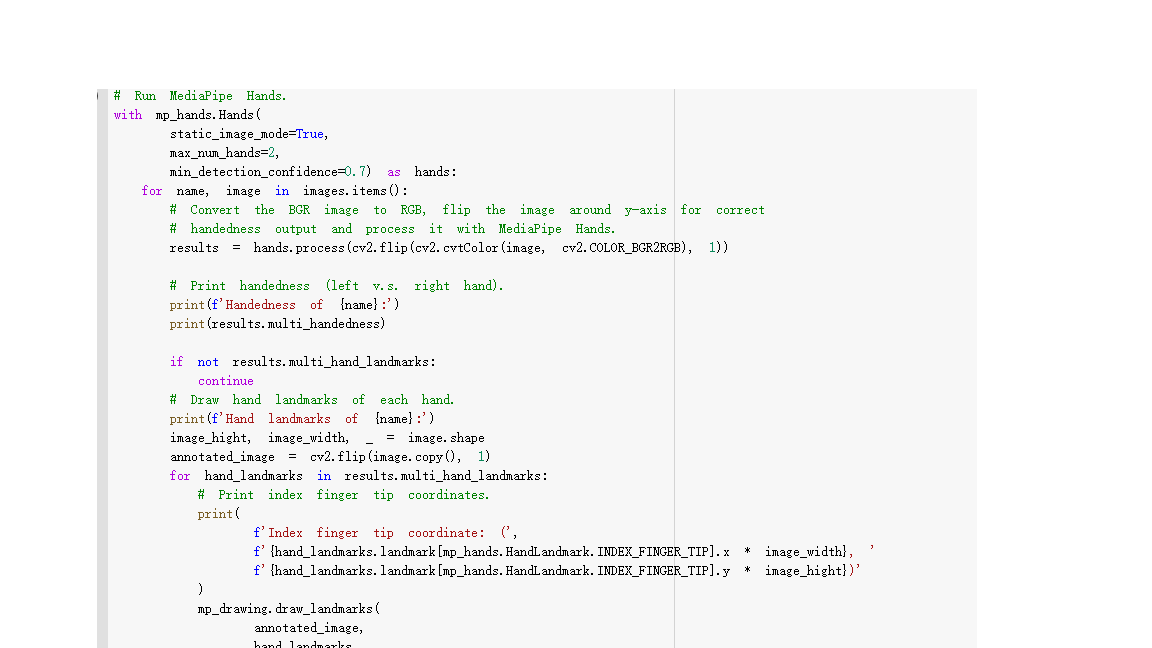 # Run MediaPipe Hands.
with mp_hands.Hands(
static_image_mode=True,
max_num_hands=2,
min_detection_confidence=0.7) as hands:
for name, image in images.items():
# Convert the BGR image to RGB, flip the image around y-axis for correct
# handedness output and process it with MediaPipe Hands.
results = hands.process(cv2.flip(cv2.cvtColor(image, cv2.COLOR_BGR2RGB), 1))
# Print handedness (left v.s. right hand).
print(f'Handedness of {name}:')
print(results.multi_handedness)
if not results.multi_hand_landmarks:
continue
# Draw hand landmarks of each hand.
print(f'Hand landmarks of {name}:')
image_hight, image_width, _ = image.shape
annotated_image = cv2.flip(image.copy(), 1)
for hand_landmarks in results.multi_hand_landmarks:
# Print index finger tip coordinates.
print(
f'Index finger tip coordinate: (',
f'{hand_landmarks.landmark[mp_hands.HandLandmark.INDEX_FINGER_TIP].x * image_width}, '
f'{hand_landmarks.landmark[mp_hands.HandLandmark.INDEX_FINGER_TIP].y * image_hight})'
)
mp_drawing.draw_landmarks(
annotated_image,
hand_landmarks